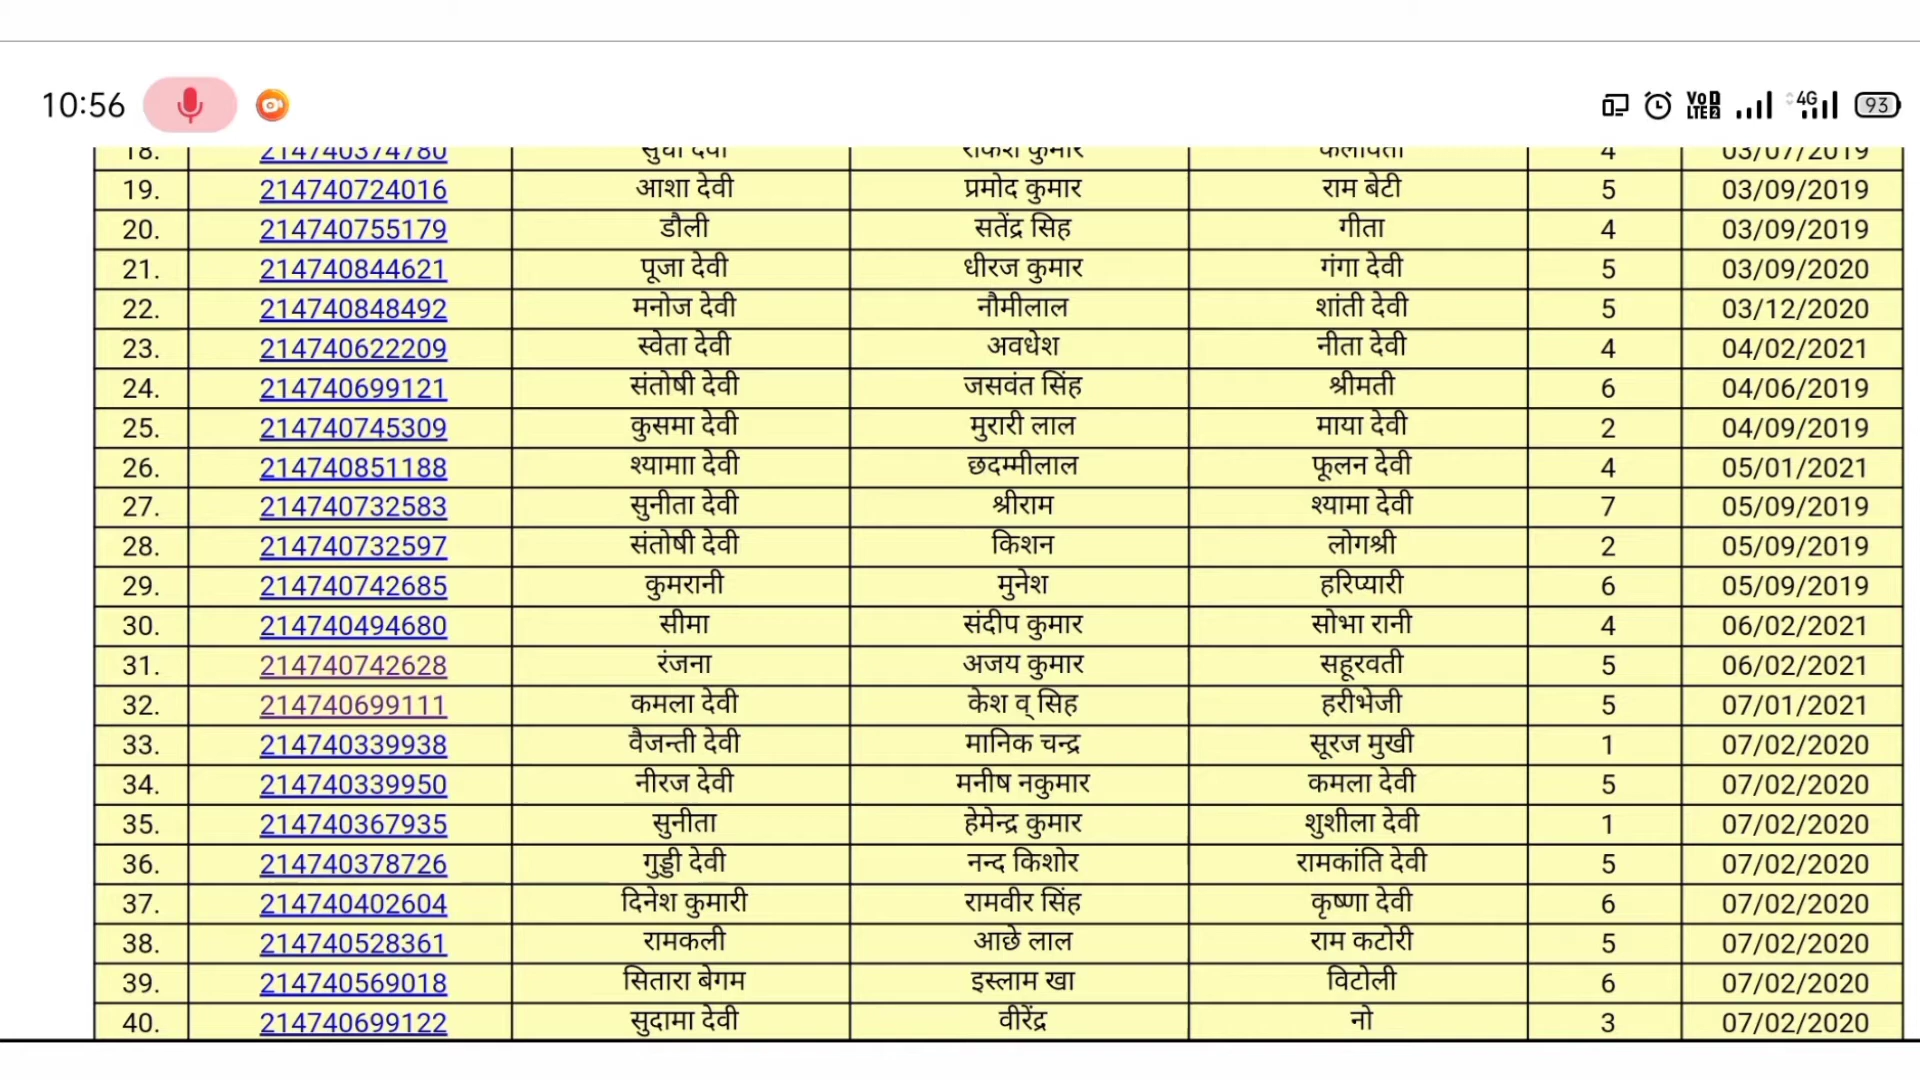 10:56 VoD LTE2 4G 93
18. 214740374780 सुधा देवी राकेश कुमार कलावती 4 03/07/2019
19. 214740724016 आशा देवी प्रमोद कुमार राम बेटी 5 03/09/2019
20. 214740755179 डौली सतेंद्र सिह गीता 4 03/09/2019
21. 214740844621 पूजा देवी धीरज कुमार गंगा देवी 5 03/09/2020
22. 214740848492 मनोज देवी नौमीलाल शांती देवी 5 03/12/2020
23. 214740622209 स्वेता देवी अवधेश नीता देवी 4 04/02/2021
24. 214740699121 संतोषी देवी जसवंत सिंह श्रीमती 6 04/06/2019
25. 214740745309 कुसमा देवी मुरारी लाल माया देवी 2 04/09/2019
26. 214740851188 श्यामाा देवी छदम्मीलाल फूलन देवी 4 05/01/2021
27. 214740732583 सुनीता देवी श्रीराम श्यामा देवी 7 05/09/2019
28. 214740732597 संतोषी देवी किशन लोगश्री 2 05/09/2019
29. 214740742685 कुमरानी मुनेश हरिप्यारी 6 05/09/2019
30. 214740494680 सीमा संदीप कुमार सोभा रानी 4 06/02/2021
31. 214740742628 रंजना अजय कुमार सहूरवती 5 06/02/2021
32. 214740699111 कमला देवी केश व् सिह हरीभेजी 5 07/01/2021
33. 214740339938 वैजन्ती देवी मानिक चन्द्र सूरज मुखी 1 07/02/2020
34. 214740339950 नीरज देवी मनीष नकुमार कमला देवी 5 07/02/2020
35. 214740367935 सुनीता हेमेन्द्र कुमार शुशीला देवी 1 07/02/2020
36. 214740378726 गुड्डी देवी नन्द किशोर रामकांति देवी 5 07/02/2020
37. 214740402604 दिनेश कुमारी रामवीर सिंह कृष्णा देवी 6 07/02/2020
38. 214740528361 रामकली आछे लाल राम कटोरी 5 07/02/2020
39. 214740569018 सितारा बेगम इस्लाम खा विटोली 6 07/02/2020
40. 214740699122 सुदामा देवी वीरेंद्र नो 3 07/02/2020